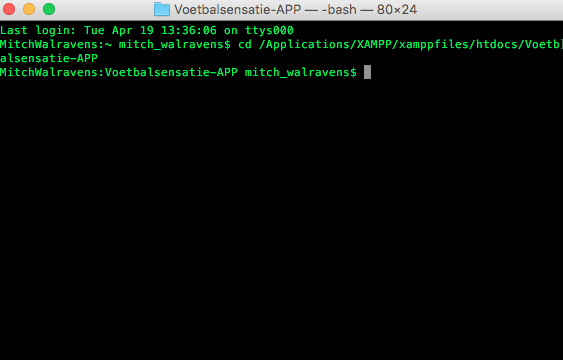 Voetbalsensatie-APP — -bash — 80×24
Last login: Tue Apr 19 13:36:06 on ttys000
MitchWalravens:~ mitch_walravens$ cd /Applications/XAMPP/xamppfiles/htdocs/Voetb
alsensatie-APP
MitchWalravens:Voetbalsensatie-APP mitch_walravens$